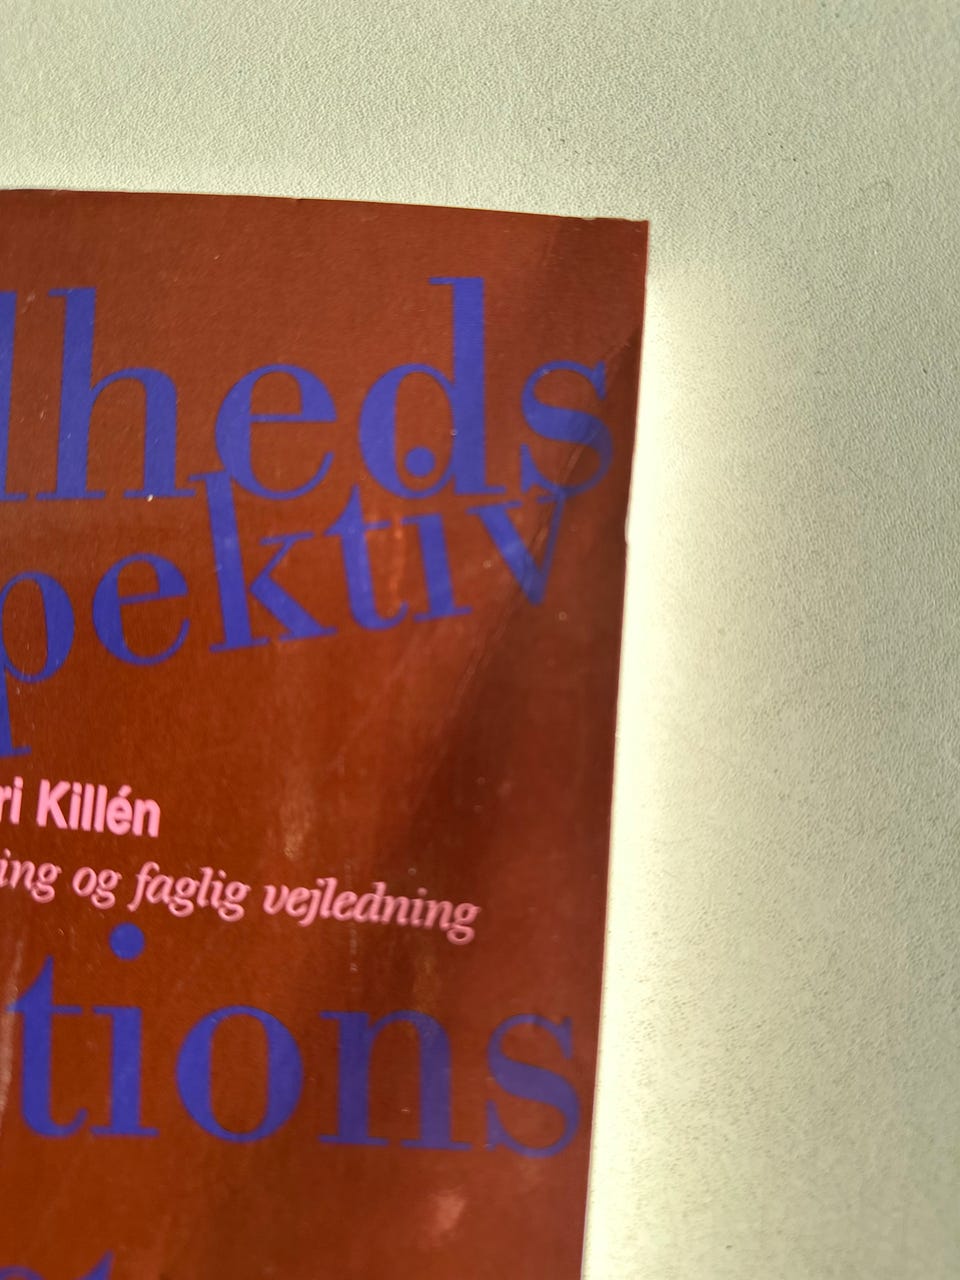 lheds
pektiv
ri Killén
ing og faglig vejledning
tions